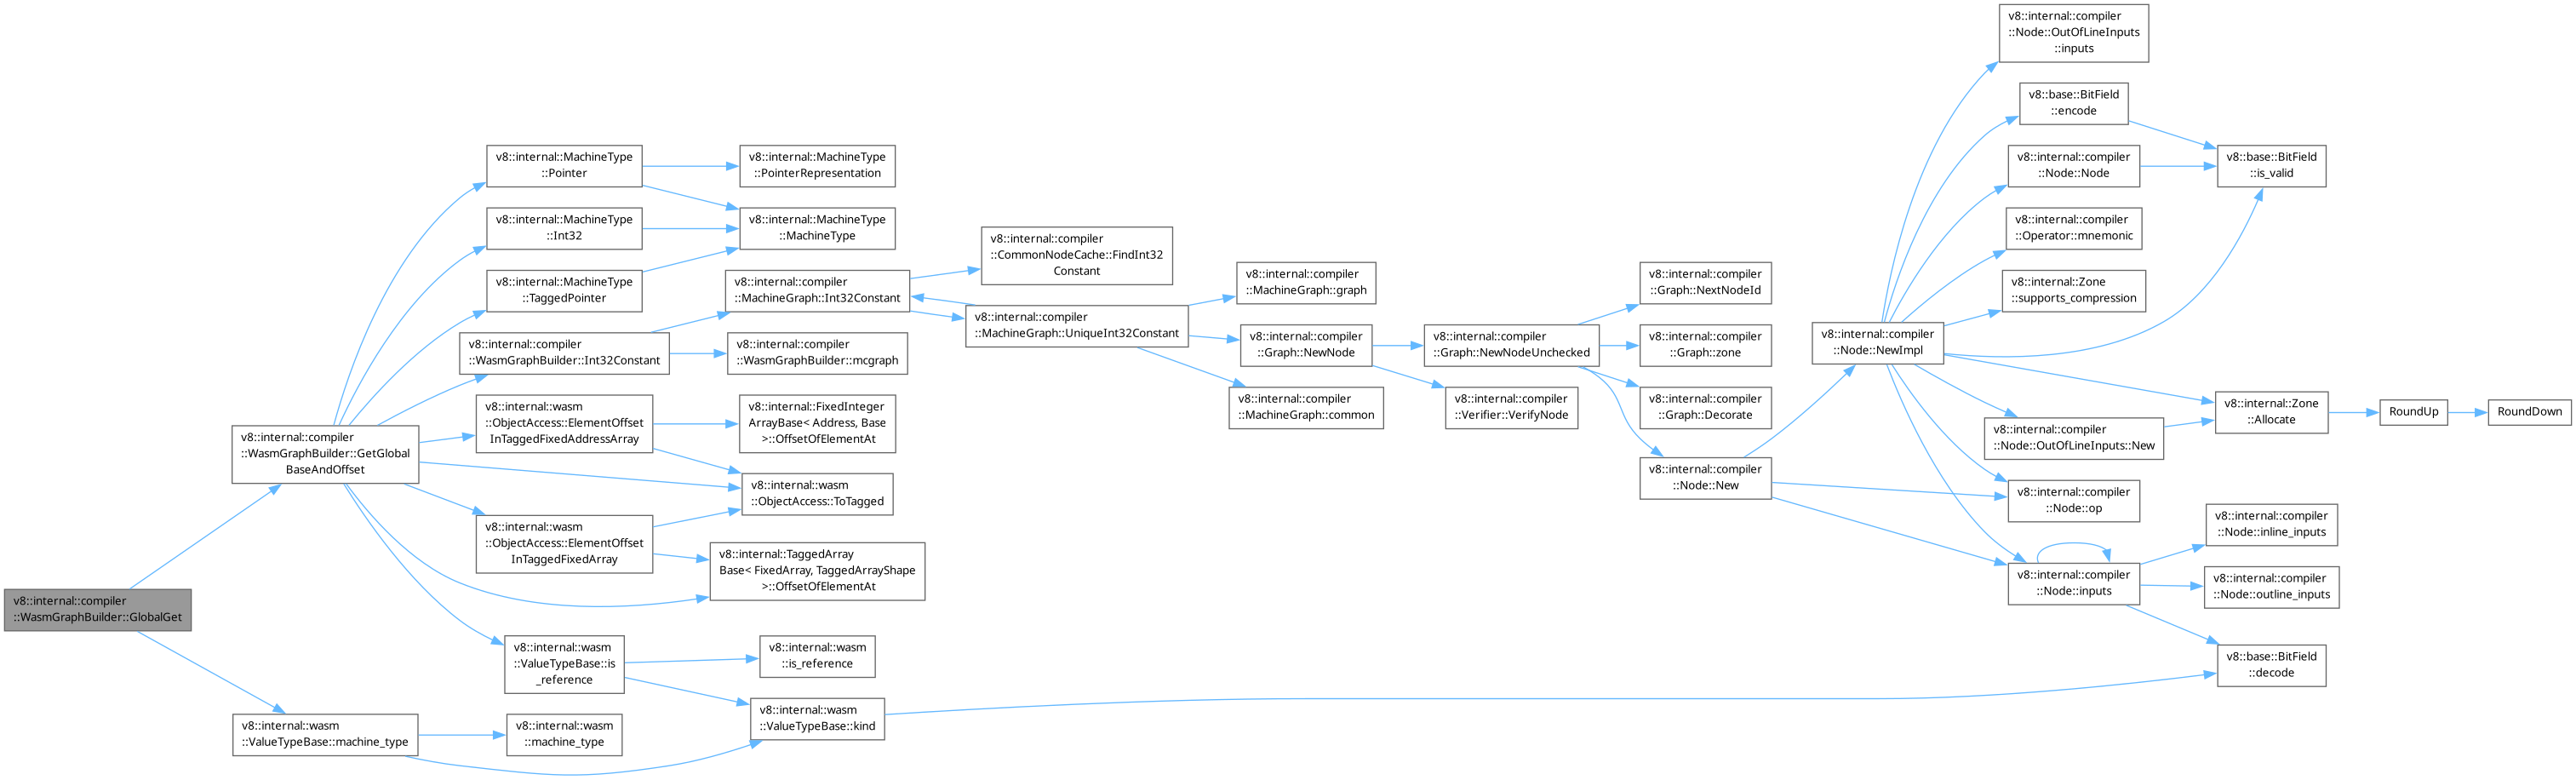 v8::internal::compiler
::WasmGraphBuilder::GlobalGet
v8::internal::compiler
::WasmGraphBuilder::GetGlobal
BaseAndOffset
v8::internal::wasm
::ValueTypeBase::machine_type
v8::internal::MachineType
::Pointer
v8::internal::MachineType
::Int32
v8::internal::MachineType
::TaggedPointer
v8::internal::compiler
::WasmGraphBuilder::Int32Constant
v8::internal::wasm
::ObjectAccess::ElementOffset
InTaggedFixedAddressArray
v8::internal::wasm
::ObjectAccess::ElementOffset
InTaggedFixedArray
v8::internal::wasm
::ValueTypeBase::is
_reference
v8::internal::wasm
::machine_type
v8::internal::MachineType
::PointerRepresentation
v8::internal::MachineType
::MachineType
v8::internal::compiler
::MachineGraph::Int32Constant
v8::internal::compiler
::WasmGraphBuilder::mcgraph
v8::internal::FixedInteger
ArrayBase< Address, Base
>::OffsetOfElementAt
v8::internal::wasm
::ObjectAccess::ToTagged
v8::internal::TaggedArray
Base< FixedArray, TaggedArrayShape
>::OffsetOfElementAt
v8::internal::wasm
::is_reference
v8::internal::wasm
::ValueTypeBase::kind
v8::internal::compiler
::CommonNodeCache::FindInt32
Constant
v8::internal::compiler
::MachineGraph::UniqueInt32Constant
v8::internal::compiler
::MachineGraph::graph
v8::internal::compiler
::Graph::NewNode
v8::internal::compiler
::MachineGraph::common
v8::internal::compiler
::Graph::NewNodeUnchecked
v8::internal::compiler
::Verifier::VerifyNode
v8::internal::compiler
::Graph::NextNodeId
v8::internal::compiler
::Graph::zone
v8::internal::compiler
::Graph::Decorate
v8::internal::compiler
::Node::New
v8::internal::compiler
::Node::NewImpl
v8::internal::compiler
::Node::OutOfLineInputs
::inputs
v8::base::BitField
::encode
v8::internal::compiler
::Node::Node
v8::internal::compiler
::Operator::mnemonic
v8::internal::Zone
::supports_compression
v8::internal::compiler
::Node::OutOfLineInputs::New
v8::internal::compiler
::Node::op
v8::internal::compiler
::Node::inputs
v8::base::BitField
::is_valid
v8::internal::Zone
::Allocate
v8::internal::compiler
::Node::inline_inputs
v8::internal::compiler
::Node::outline_inputs
v8::base::BitField
::decode
RoundUp
RoundDown